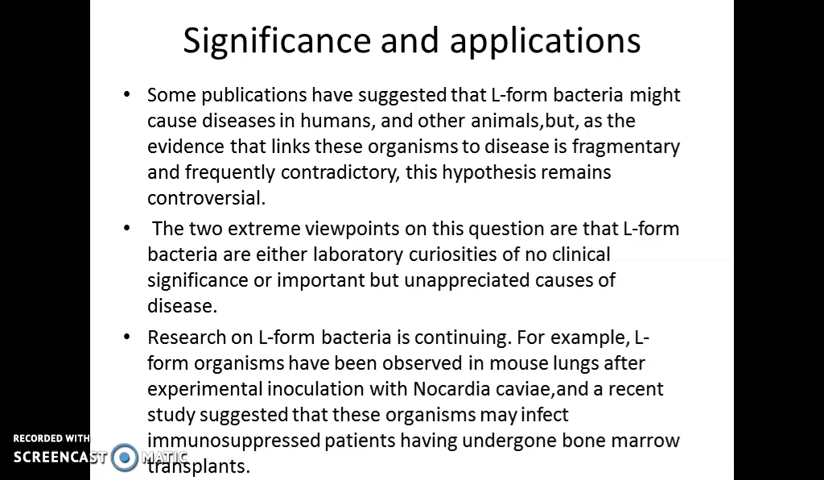 Significance and applications
• Some publications have suggested that L-form bacteria might
cause diseases in humans, and other animals,but, as the
evidence that links these organisms to disease is fragmentary
and frequently contradictory, this hypothesis remains
controversial.
• The two extreme viewpoints on this question are that L-form
bacteria are either laboratory curiosities of no clinical
significance or important but unappreciated causes of
disease.
• Research on L-form bacteria is continuing. For example, L-
form organisms have been observed in mouse lungs after
experimental inoculation with Nocardia caviae,and a recent
study suggested that these organisms may infect
immunosuppressed patients having undergone bone marrow
transplants.
RECORDED WITH
SCREENCAST MATIC